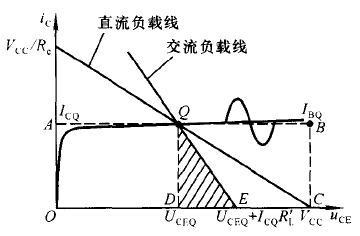 i_C
直流负载线
V_CC/R_c
交流负载线
I_CQ
Q
I_BQ
A
B
O
D
E
C
U_CEQ
U_CEQ+I_CQR'_L
V_CC
u_CE